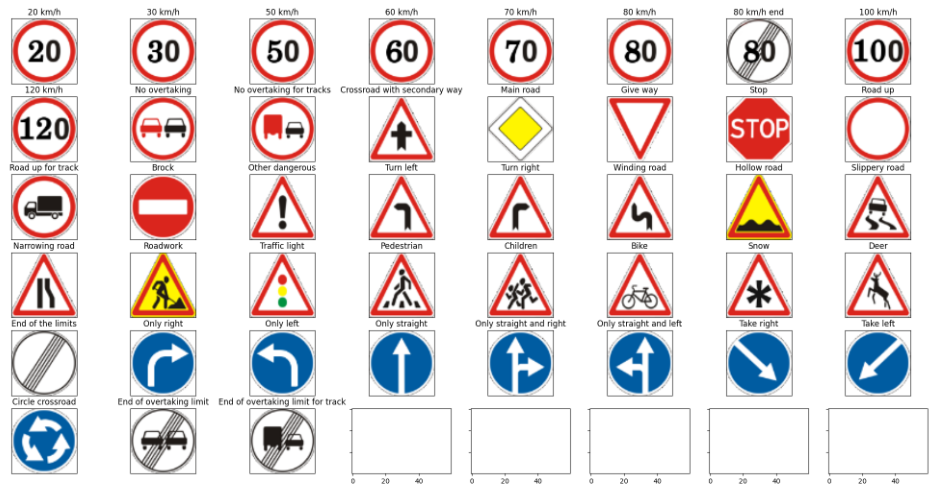 20 km/h 30 km/h 50 km/h 60 km/h 70 km/h 80 km/h 80 km/h end 100 km/h
20 30 50 60 70 80 80 100
120 km/h No overtaking No overtaking for tracks Crossroad with secondary way Main road Give way Stop Road up
120 STOP
Road up for track Brock Other dangerous Turn left Turn right Winding road Hollow road Slippery road
!
Narrowing road Roadwork Traffic light Pedestrian Children Bike Snow Deer
End of the limits Only right Only left Only straight Only straight and right Only straight and left Take right Take left
Circle crossroad End of overtaking limit End of overtaking limit for track
0 20 40 0 20 40 0 20 40 0 20 40 0 20 40